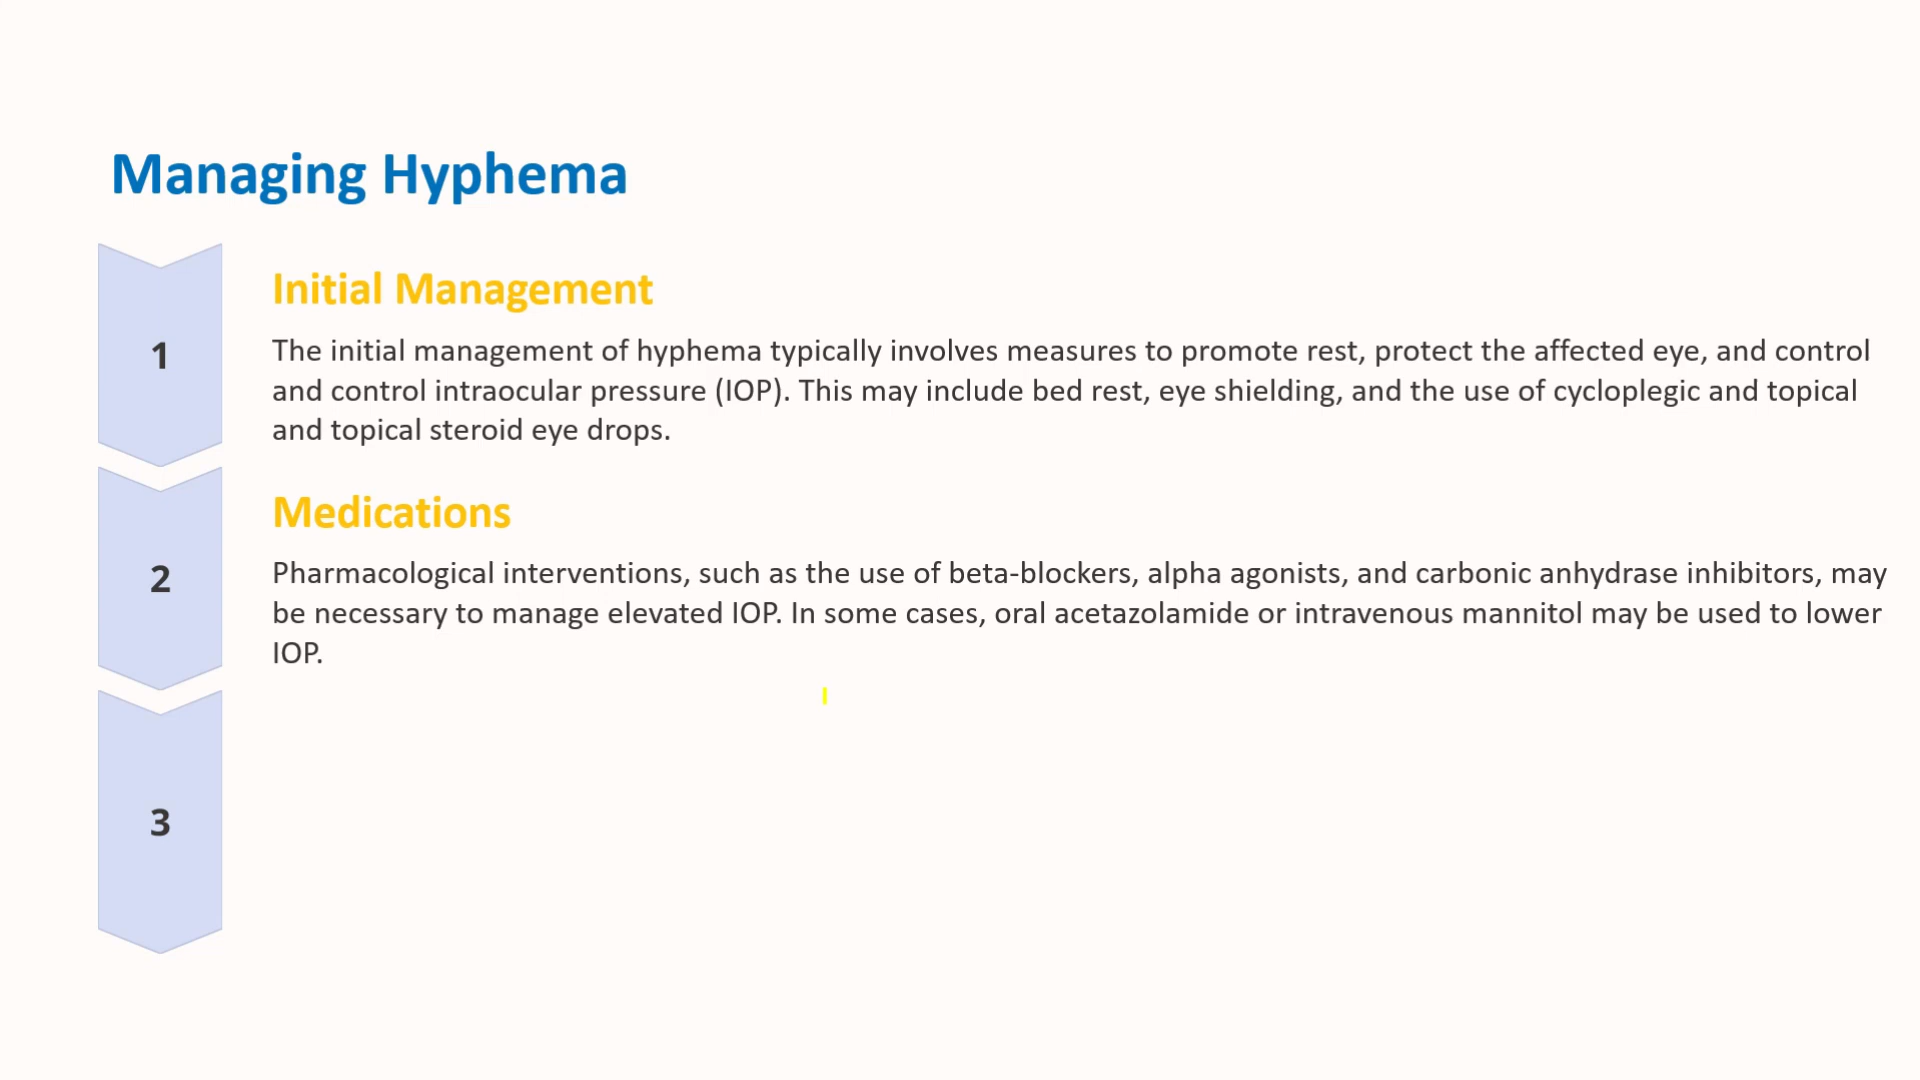 Managing Hyphema
1
Initial Management
The initial management of hyphema typically involves measures to promote rest, protect the affected eye, and control
and control intraocular pressure (IOP). This may include bed rest, eye shielding, and the use of cycloplegic and topical
and topical steroid eye drops.
2
Medications
Pharmacological interventions, such as the use of beta-blockers, alpha agonists, and carbonic anhydrase inhibitors, may
be necessary to manage elevated IOP. In some cases, oral acetazolamide or intravenous mannitol may be used to lower
IOP.
3